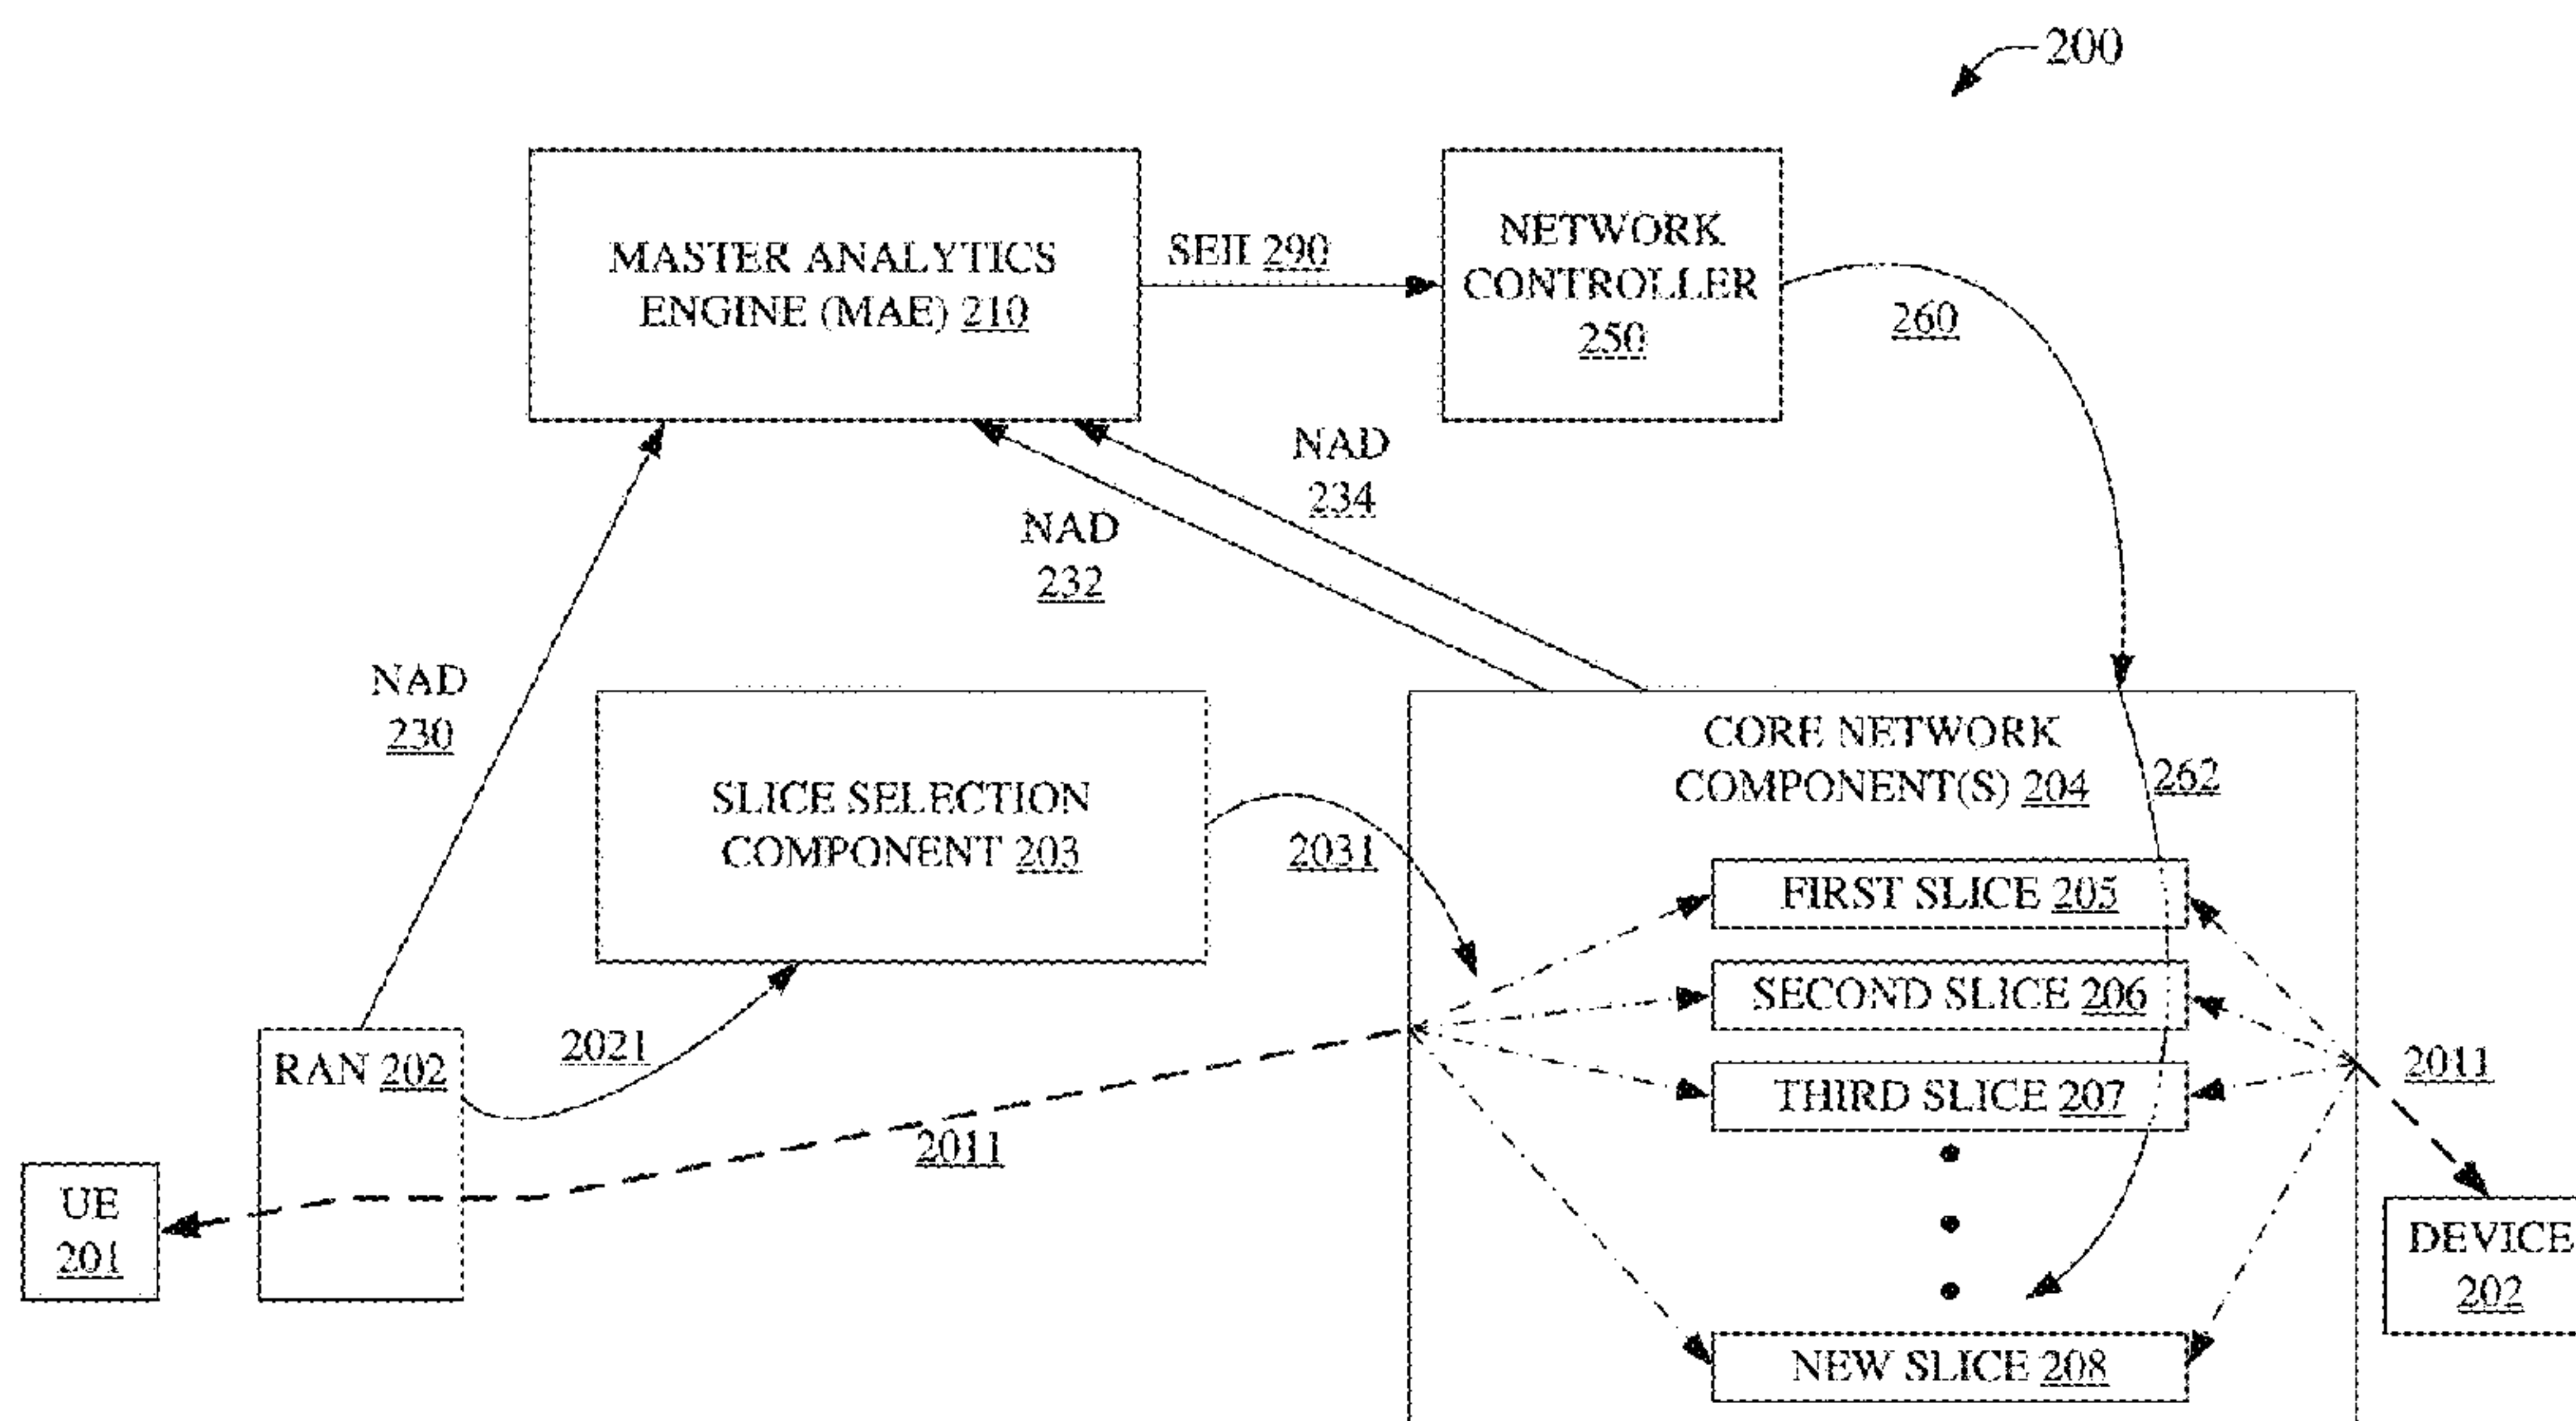 200
MASTER ANALYTICS
ENGINE (MAE) 210
SEII 290
NETWORK
CONTROLLER
250
260
NAD
234
NAD
232
NAD
230
SLICE SELECTION
COMPONENT 203
2031
CORE NETWORK
COMPONENT(S) 204
262
FIRST SLICE 205
SECOND SLICE 206
THIRD SLICE 207
NEW SLICE 208
RAN 202
2021
2011
2011
UE
201
DEVICE
202